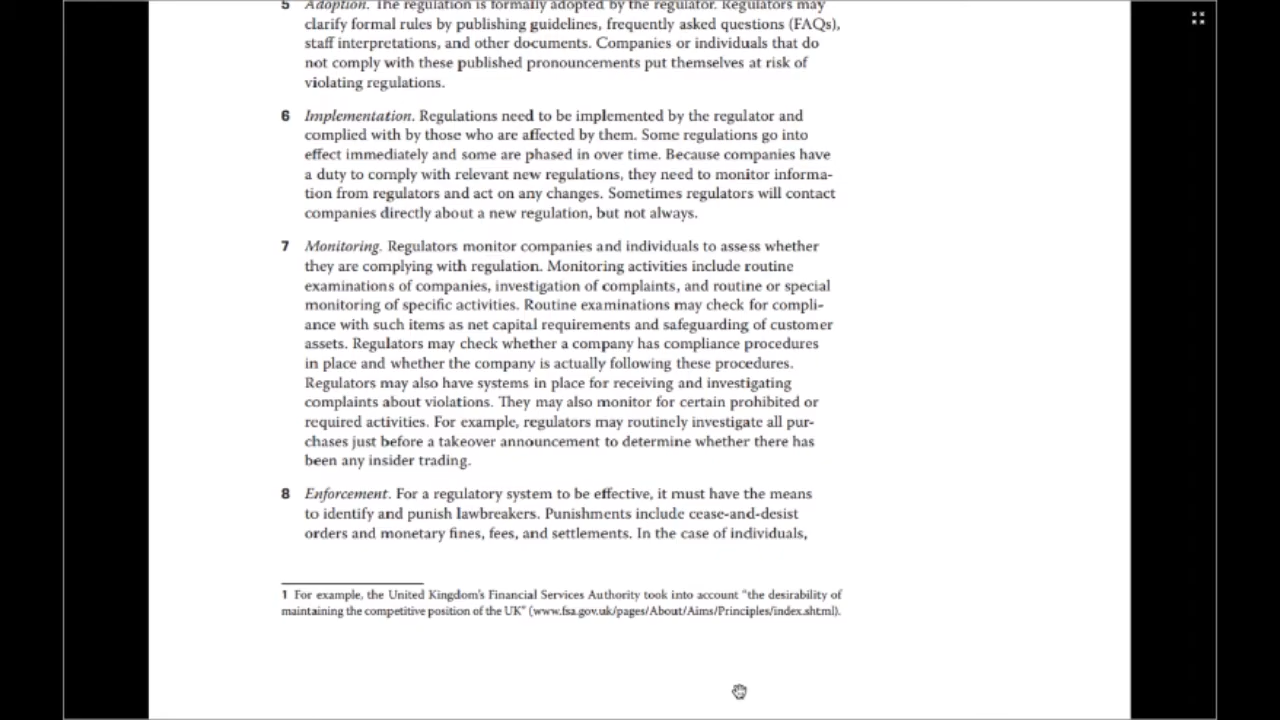 5 Adoption. The regulation is formally adopted by the regulator. Regulators may
clarify formal rules by publishing guidelines, frequently asked questions (FAQs),
staff interpretations, and other documents. Companies or individuals that do
not comply with these published pronouncements put themselves at risk of
violating regulations.
6 Implementation. Regulations need to be implemented by the regulator and
complied with by those who are affected by them. Some regulations go into
effect immediately and some are phased in over time. Because companies have
a duty to comply with relevant new regulations, they need to monitor informa-
tion from regulators and act on any changes. Sometimes regulators will contact
companies directly about a new regulation, but not always.
7 Monitoring. Regulators monitor companies and individuals to assess whether
they are complying with regulation. Monitoring activities include routine
examinations of companies, investigation of complaints, and routine or special
monitoring of specific activities. Routine examinations may check for compli-
ance with such items as net capital requirements and safeguarding of customer
assets. Regulators may check whether a company has compliance procedures
in place and whether the company is actually following these procedures.
Regulators may also have systems in place for receiving and investigating
complaints about violations. They may also monitor for certain prohibited or
required activities. For example, regulators may routinely investigate all pur-
chases just before a takeover announcement to determine whether there has
been any insider trading.
8 Enforcement. For a regulatory system to be effective, it must have the means
to identify and punish lawbreakers. Punishments include cease-and-desist
orders and monetary fines, fees, and settlements. In the case of individuals,
1 For example, the United Kingdom's Financial Services Authority took into account "the desirability of
maintaining the competitive position of the UK" (www.fsa.gov.uk/pages/About/Aims/Principles/index.shtml).